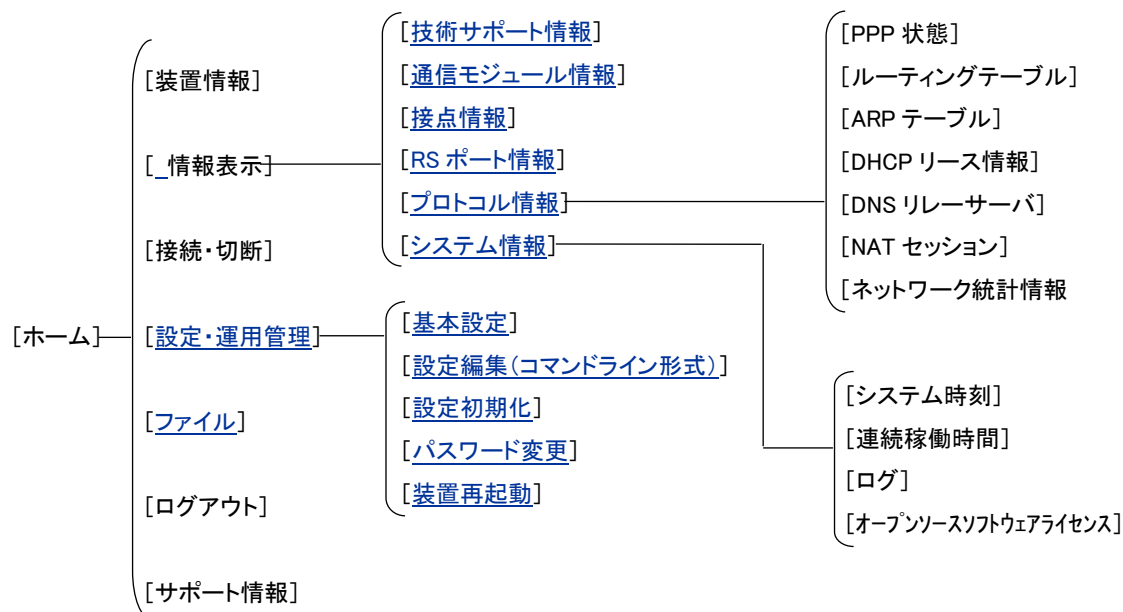 [ホーム]
[装置情報]
[ 情報表示]
[接続・切断]
[設定・運用管理]
[ファイル]
[ログアウト]
[サポート情報]
[技術サポート情報]
[通信モジュール情報]
[接点情報]
[RS ポート情報]
[プロトコル情報]
[システム情報]
[基本設定]
[設定編集(コマンドライン形式)]
[設定初期化]
[パスワード変更]
[装置再起動]
[PPP 状態]
[ルーティングテーブル]
[ARP テーブル]
[DHCP リース情報]
[DNS リレーサーバ]
[NAT セッション]
[ネットワーク統計情報
[システム時刻]
[連続稼働時間]
[ログ]
[オープンソースソフトウェアライセンス]